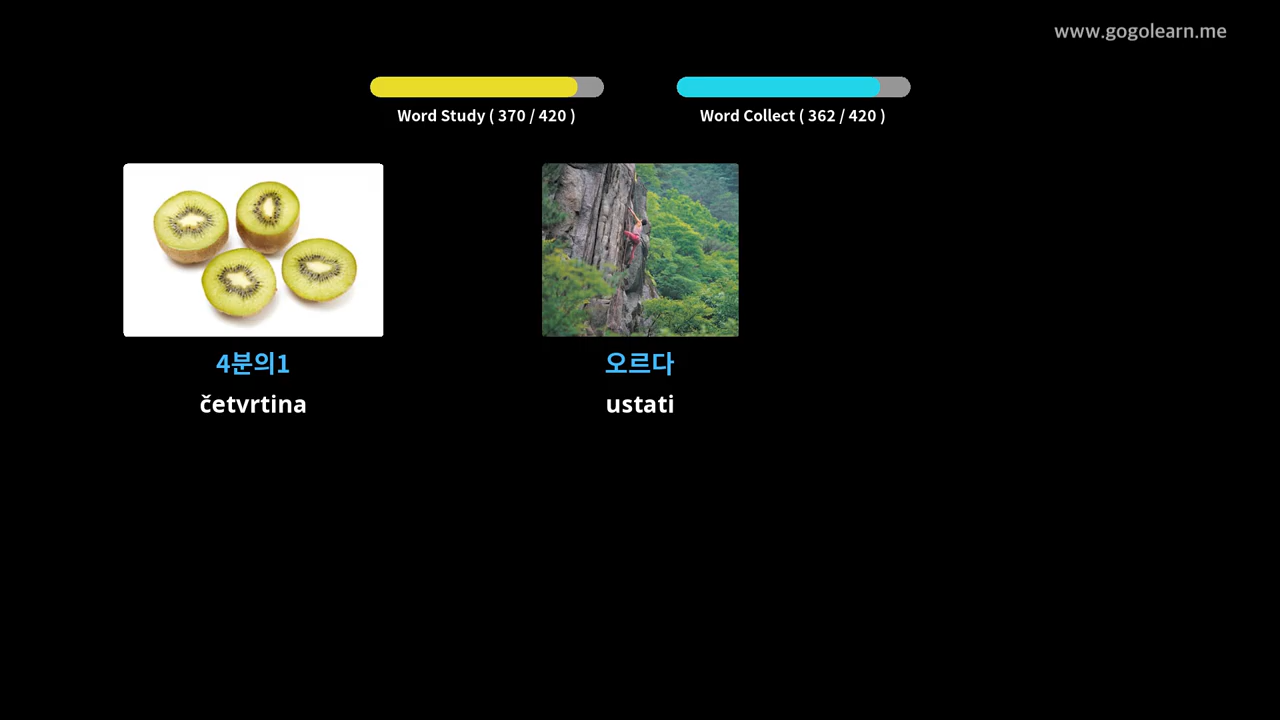 www.gogolearn.me
Word Study ( 370 / 420 )
Word Collect ( 362 / 420 )
4분의1
četvrtina
오르다
ustati